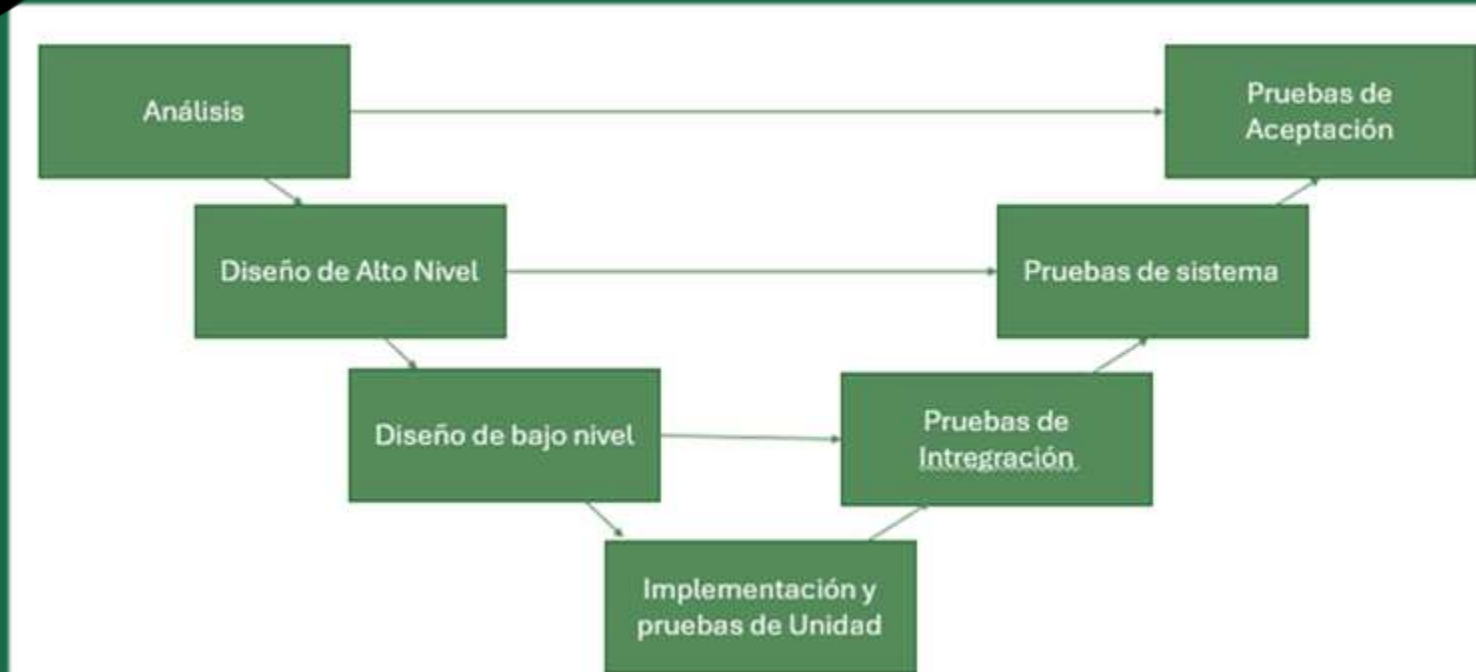 Análisis
Pruebas de
Aceptación
Diseño de Alto Nivel
Pruebas de sistema
Diseño de bajo nivel
Pruebas de
Intregración
Implementación y
pruebas de Unidad